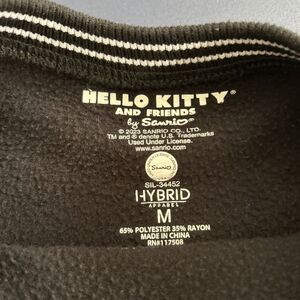 HELLO KITTY®
AND FRIENDS
by Sanrio®
© 2023 SANRIO CO., LTD.
TM and ® denote U.S. Trademarks
Used Under License.
www.sanrio.com
Sanrio
SIL-34452
HYBRID
APPAREL
M
65% POLYESTER 35% RAYON
MADE IN CHINA
RN#117508